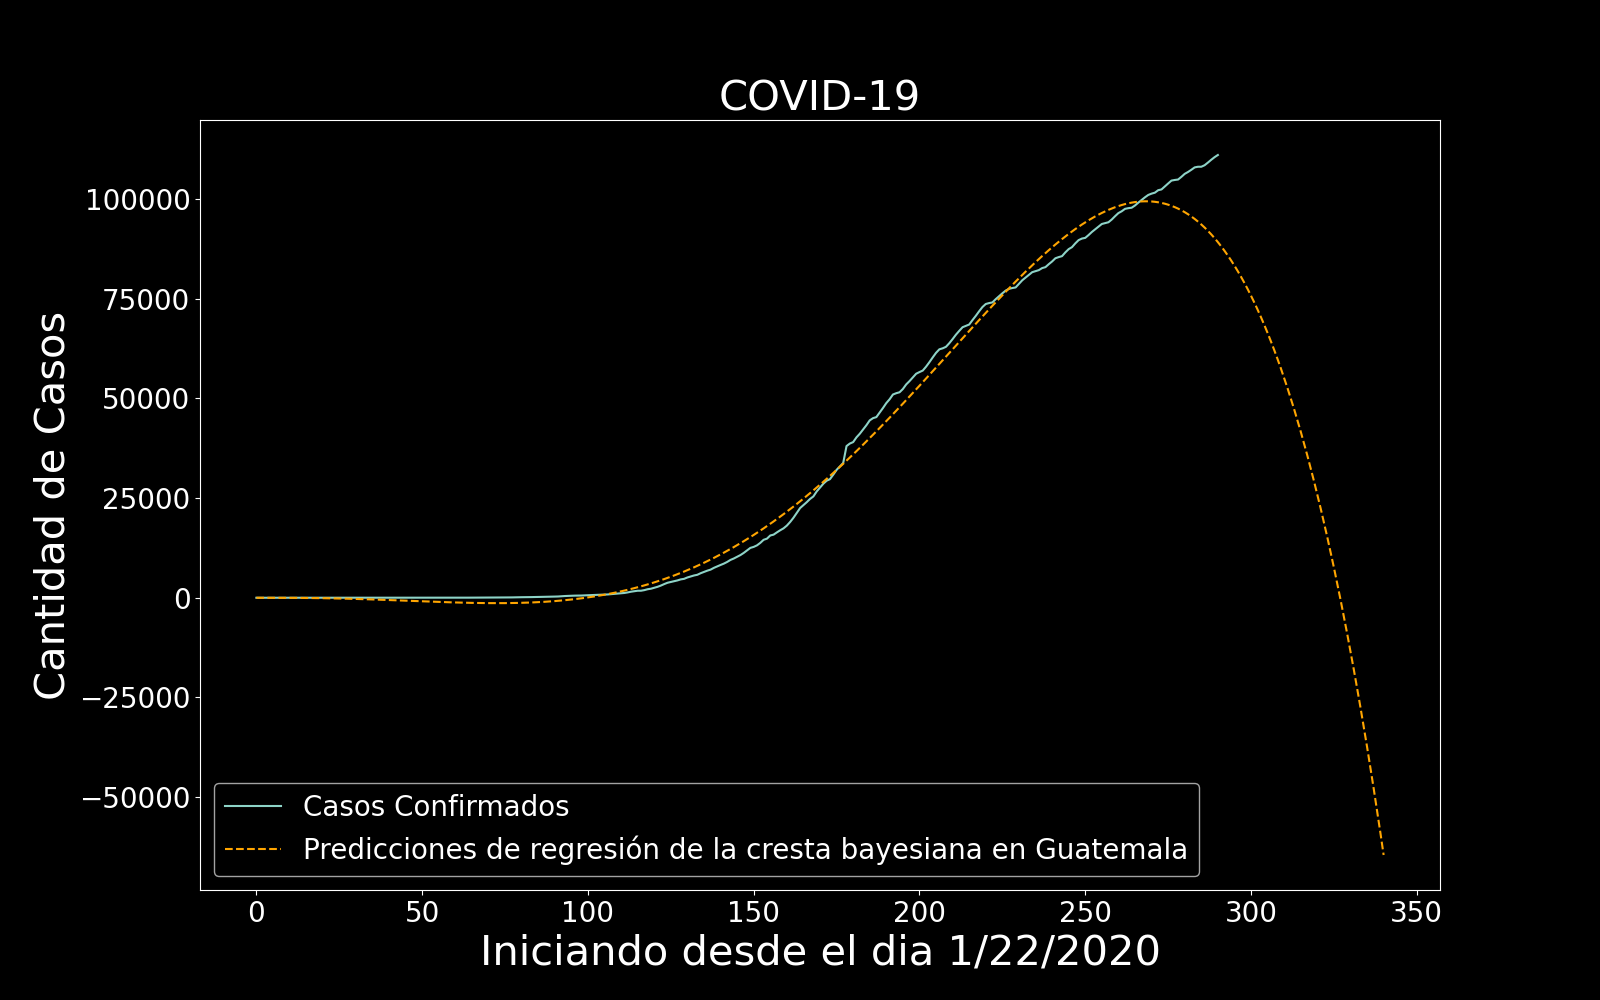 COVID-19
Cantidad de Casos
100000
75000
50000
25000
0
−25000
−50000
Casos Confirmados
Predicciones de regresión de la cresta bayesiana en Guatemala
0 50 100 150 200 250 300 350
Iniciando desde el dia 1/22/2020